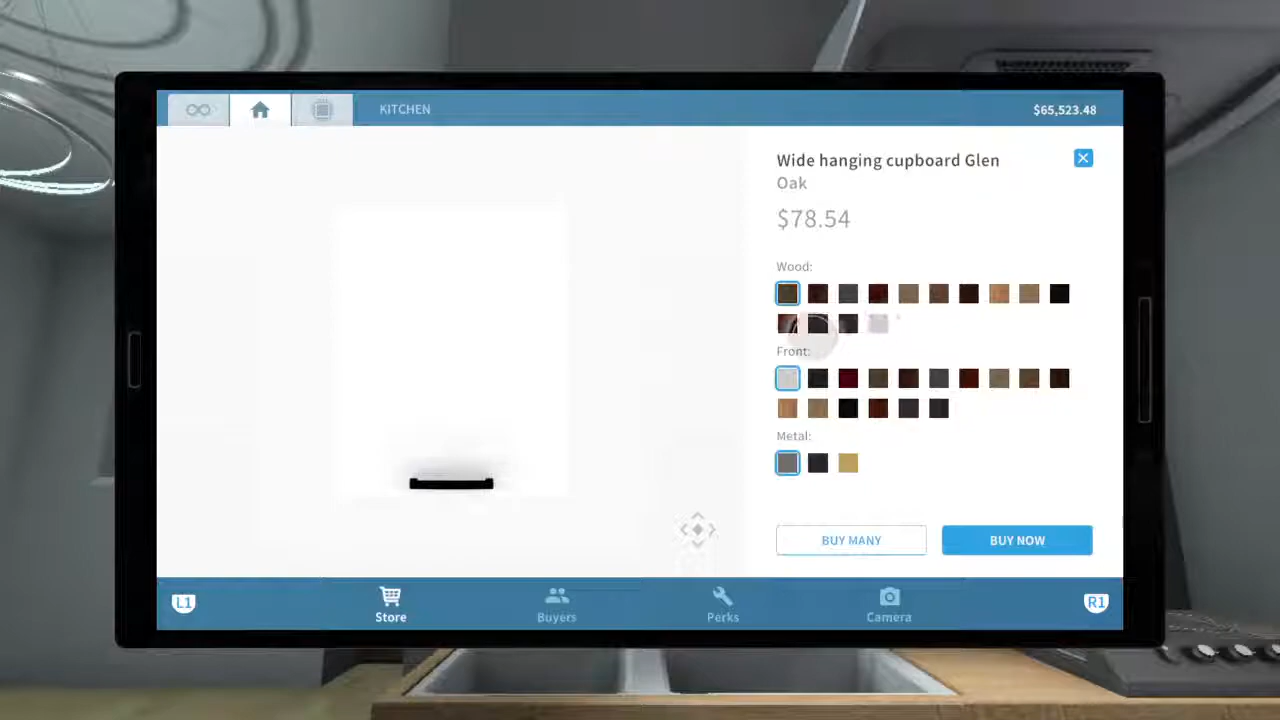 KITCHEN
$65,523.48
Wide hanging cupboard Glen
Oak
$78.54
Wood:
Front:
Metal:
BUY MANY
BUY NOW
L1
Store
Buyers
Perks
Camera
R1